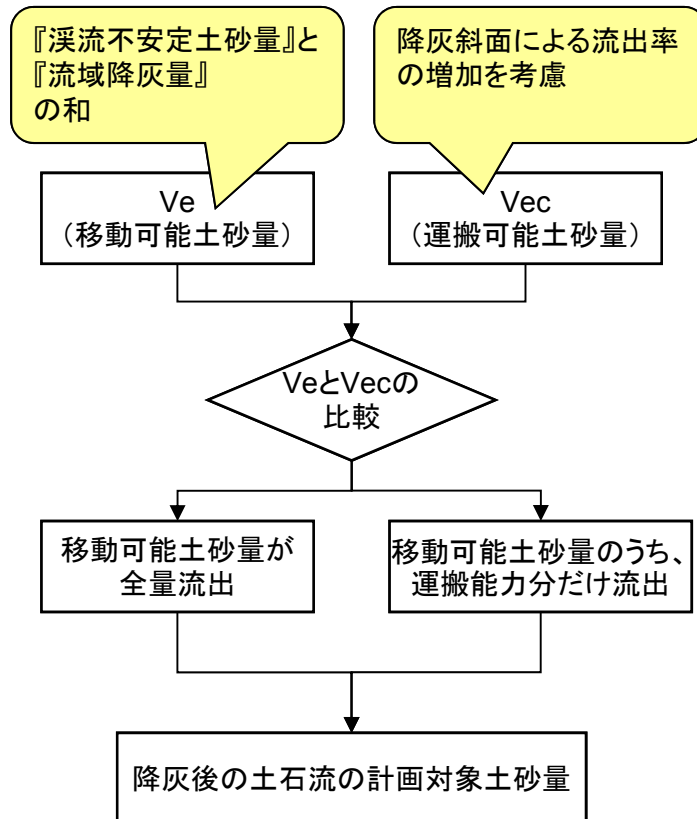 『渓流不安定土砂量』と
『流域降灰量』
の和
降灰斜面による流出率
の増加を考慮
Ve
（移動可能土砂量）
Vec
（運搬可能土砂量）
VeとVecの
比較
移動可能土砂量が
全量流出
移動可能土砂量のうち、
運搬能力分だけ流出
降灰後の土石流の計画対象土砂量